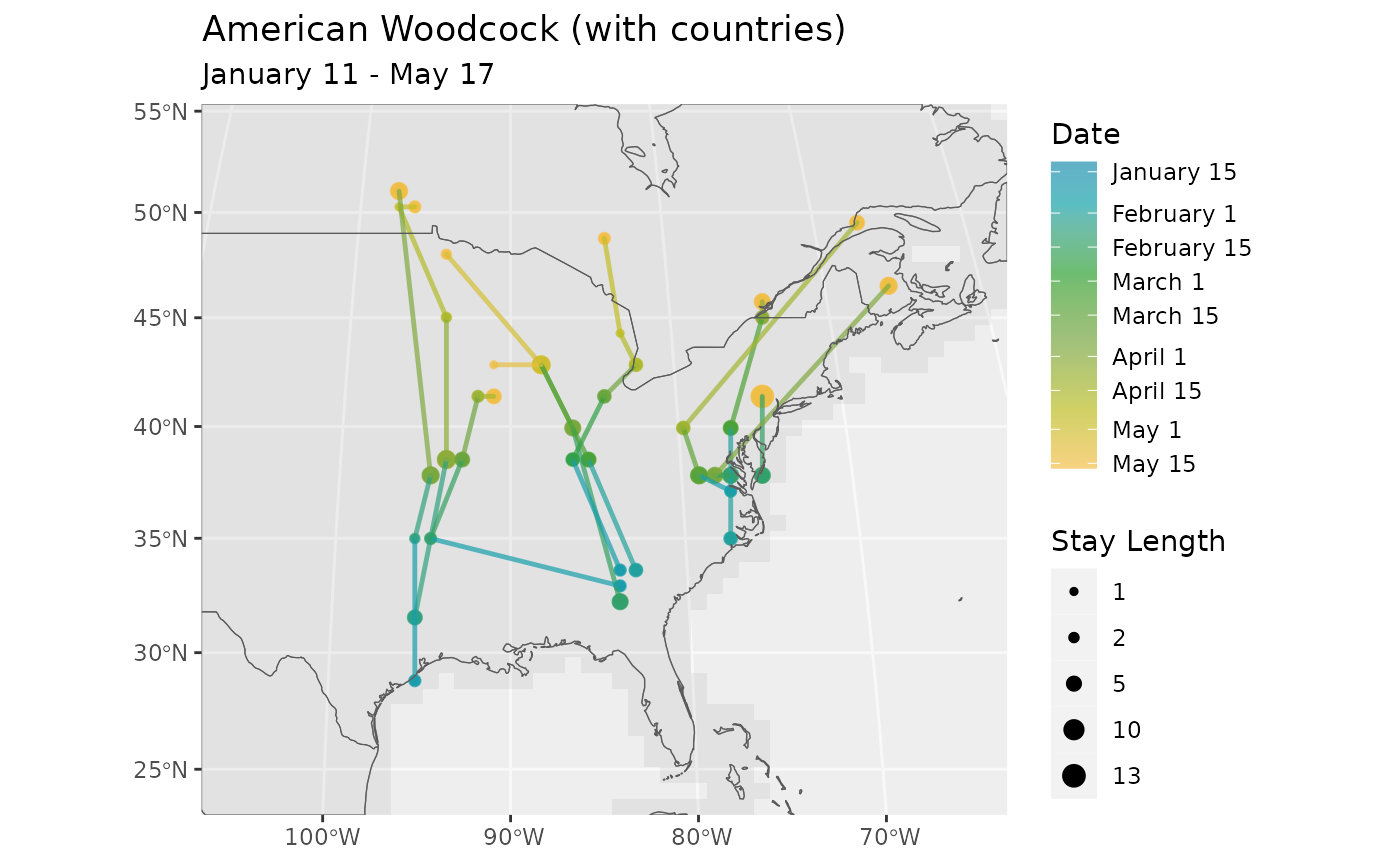 American Woodcock (with countries)
January 11 - May 17
55°N
50°N
45°N
40°N
35°N
30°N
25°N
100°W
90°W
80°W
70°W
Date
January 15
February 1
February 15
March 1
March 15
April 1
April 15
May 1
May 15
Stay Length
1
2
5
10
13